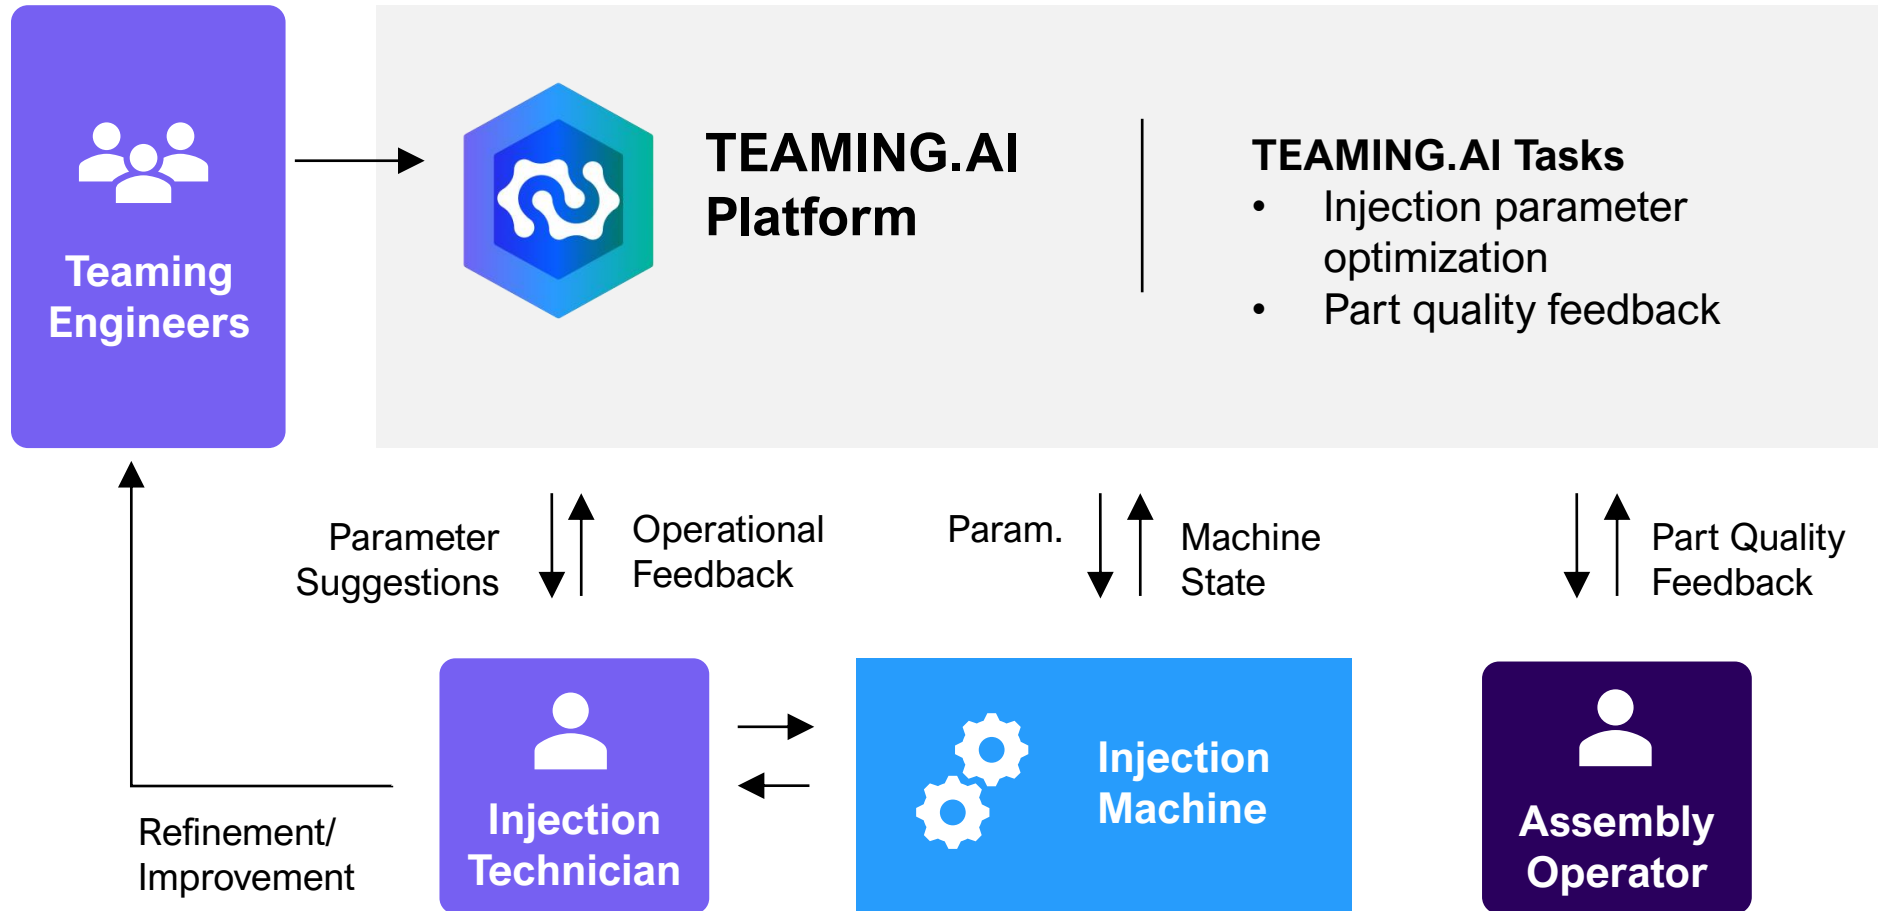 Teaming
Engineers
TEAMING.AI
Platform
TEAMING.AI Tasks
• Injection parameter
optimization
• Part quality feedback
Parameter
Suggestions
Operational
Feedback
Param.
Machine
State
Part Quality
Feedback
Refinement/
Improvement
Injection
Technician
Injection
Machine
Assembly
Operator